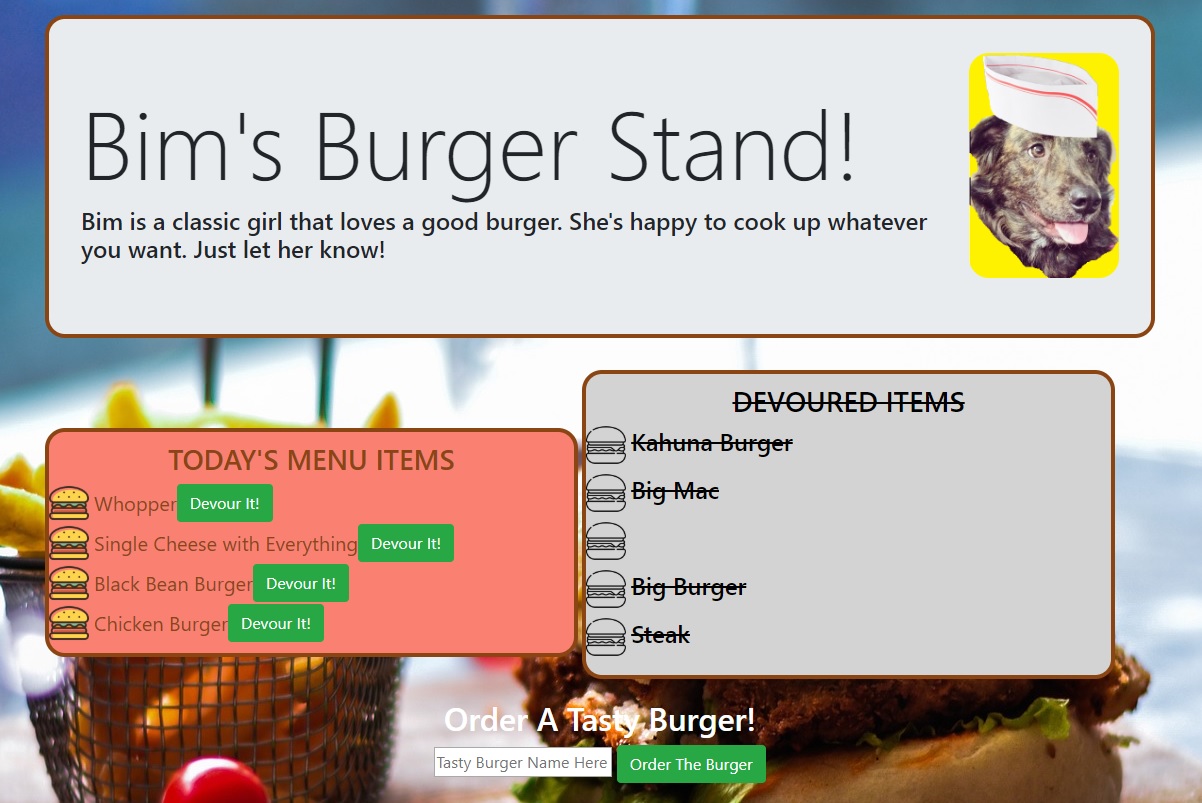 Bim's Burger Stand!
Bim is a classic girl that loves a good burger. She's happy to cook up whatever
you want. Just let her know!
TODAY'S MENU ITEMS
Whopper Devour It!
Single Cheese with Everything Devour It!
Black Bean Burger Devour It!
Chicken Burger Devour It!
DEVOURED ITEMS
Kahuna Burger
Big Mac
Big Burger
Steak
Order A Tasty Burger!
Tasty Burger Name Here Order The Burger